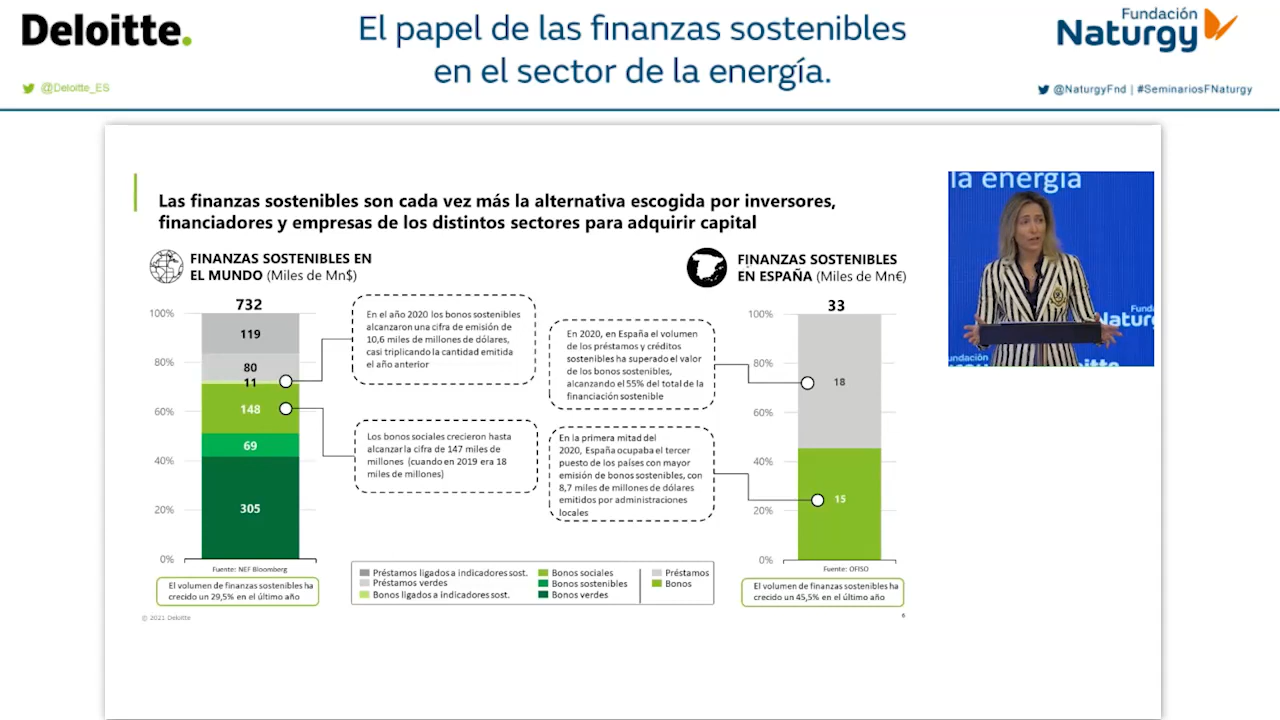 Deloitte.
@Deloitte_ES
El papel de las finanzas sostenibles
en el sector de la energía.
Fundación
Naturgy
@NaturgyFnd | #SeminariosFNaturgy
Las finanzas sostenibles son cada vez más la alternativa escogida por inversores,
financiadores y empresas de los distintos sectores para adquirir capital
FINANZAS SOSTENIBLES EN
EL MUNDO (Miles de Mn$)
732
100%
80%
60%
40%
20%
0%
119
80
11
148
69
305
Fuente: NEF Bloomberg
El volumen de finanzas sostenibles ha
crecido un 29,5% en el último año
En el año 2020 los bonos sostenibles
alcanzaron una cifra de emisión de
10,6 miles de millones de dólares,
casi triplicando la cantidad emitida
el año anterior
Los bonos sociales crecieron hasta
alcanzar la cifra de 147 miles de
millones (cuando en 2019 era 18
miles de millones)
FINANZAS SOSTENIBLES
EN ESPAÑA (Miles de Mn€)
En 2020, en España el volumen
de los préstamos y créditos
sostenibles ha superado el valor
de los bonos sostenibles,
alcanzando el 55% del total de la
financiación sostenible
En la primera mitad del
2020, España ocupaba el tercer
puesto de los países con mayor
emisión de bonos sostenibles, con
8,7 miles de millones de dólares
emitidos por administraciones
locales
33
100%
80%
60%
40%
20%
0%
18
15
Fuente: OFISO
El volumen de finanzas sostenibles ha
crecido un 45,5% en el último año
Préstamos ligados a indicadores sost.
Préstamos verdes
Bonos ligados a indicadores sost.
Bonos sociales
Bonos sostenibles
Bonos verdes
Préstamos
Bonos
© 2021 Deloitte
6
la energía
Fundac
Naturg
undación